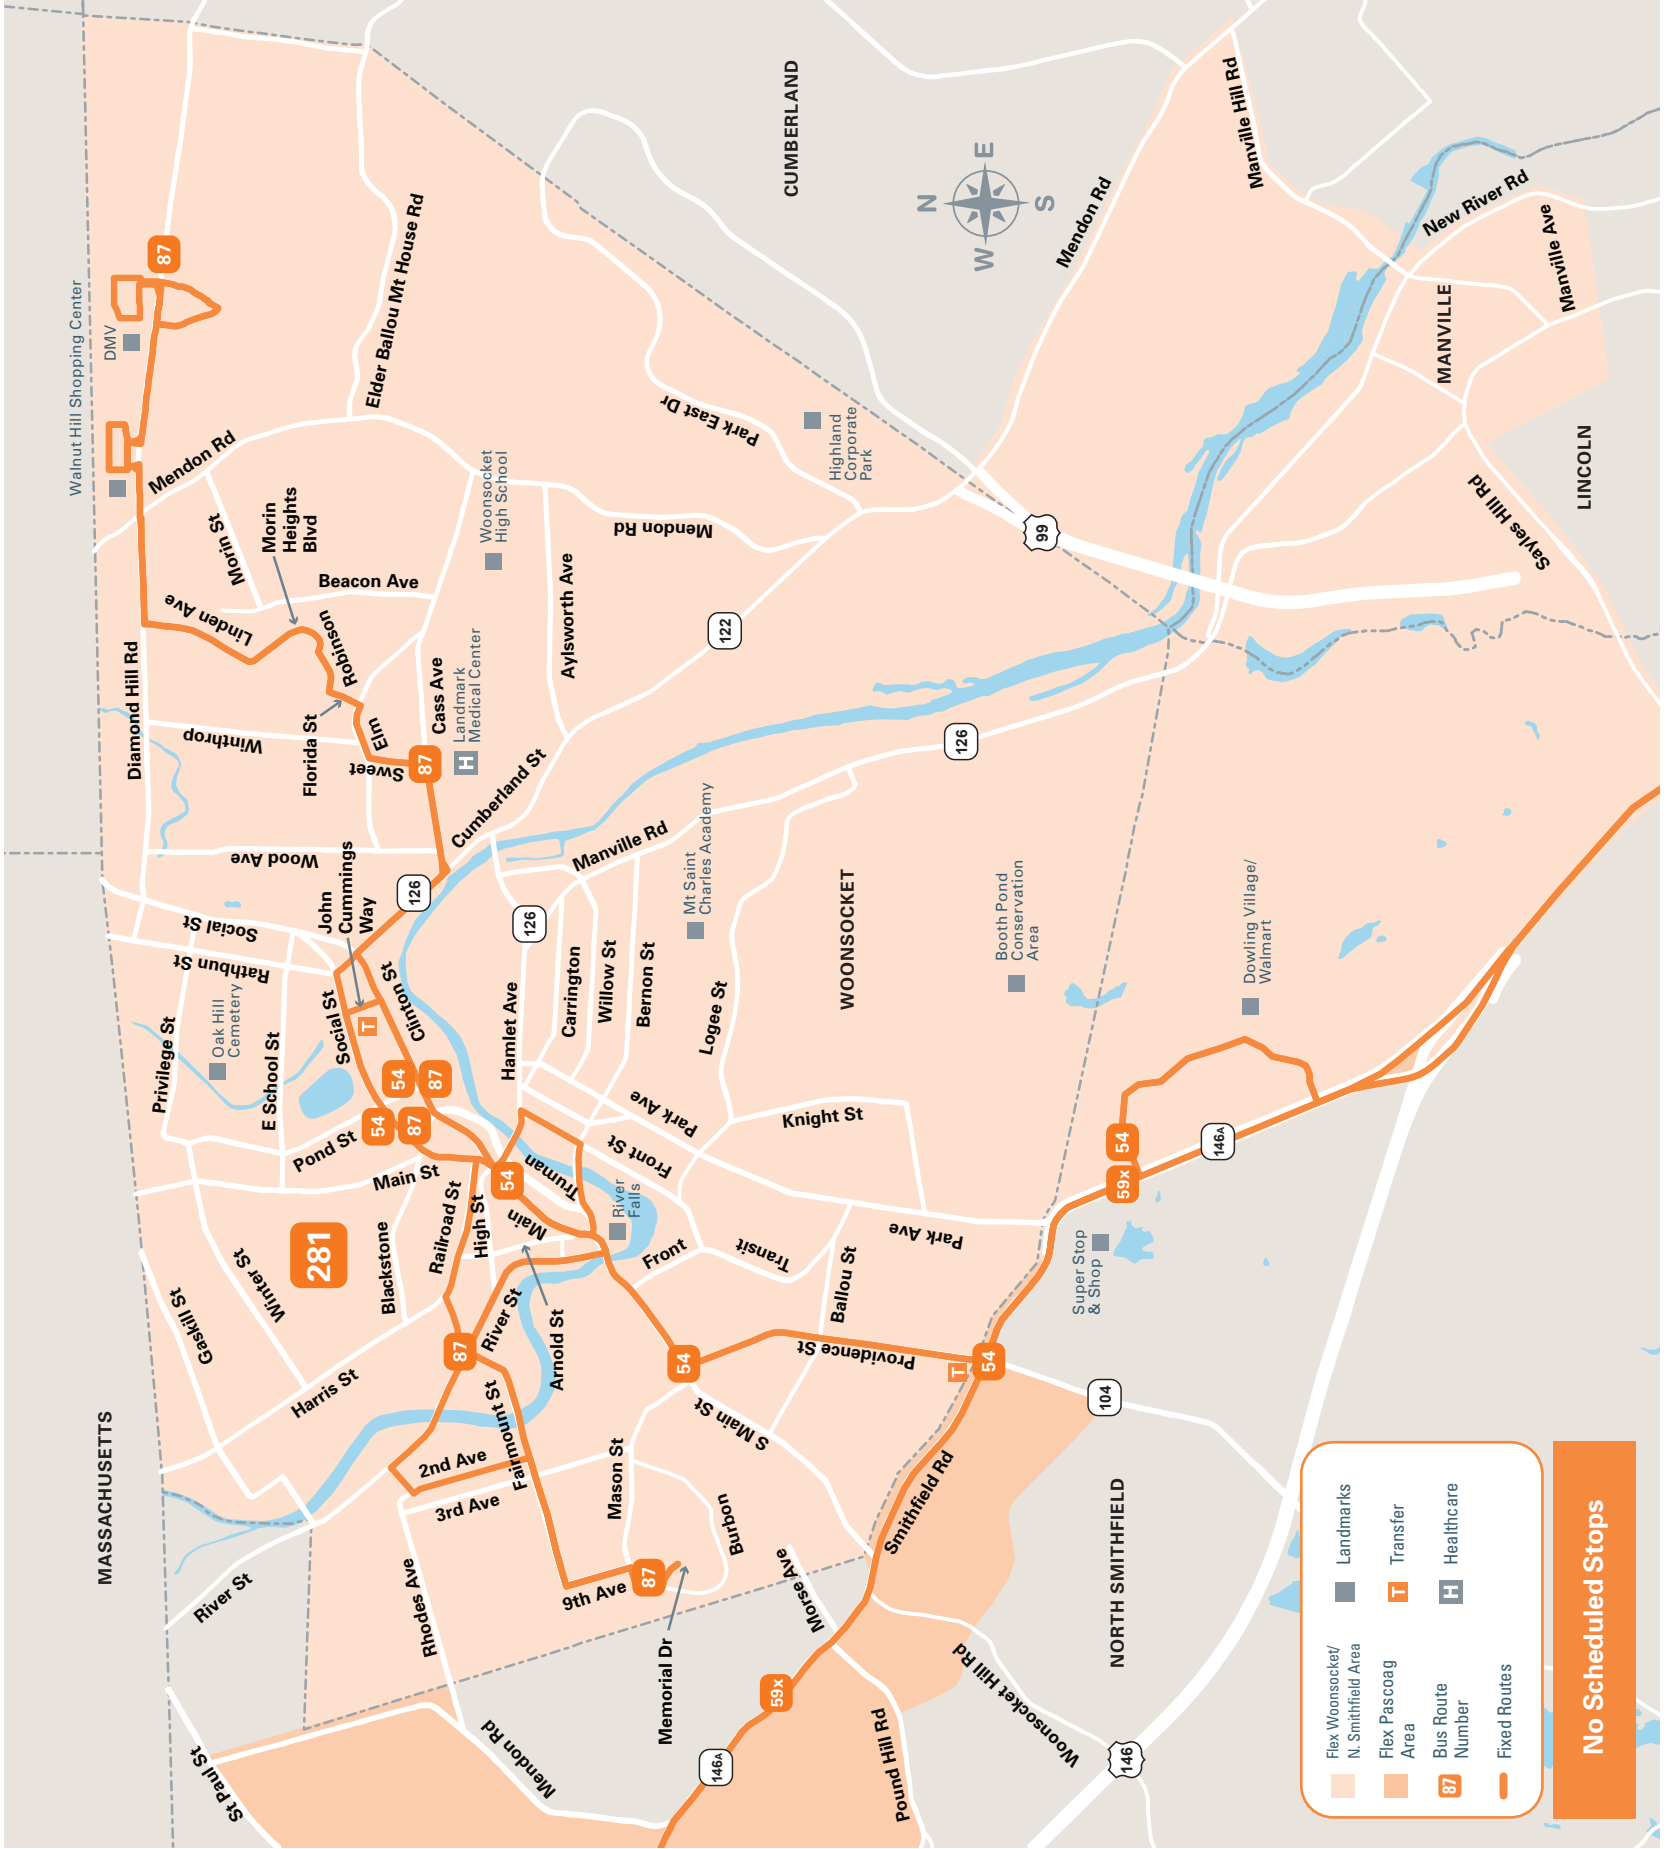 MASSACHUSETTS
Walnut Hill Shopping Center
DMV
87
Mendon Rd
Elder Ballou Mt House Rd
CUMBERLAND
N
E
S
W
Mendon Rd
Manville Hill Rd
New River Rd
Manville Ave
MANVILLE
LINCOLN
Sayles Hill Rd
Park East Dr
Highland
Corporate
Park
99
Mendon Rd
Woonsocket
High School
Aylsworth Ave
122
Morin St
Morin
Heights
Blvd
Beacon Ave
Linden Ave
Robinson
Diamond Hill Rd
Winthrop
Florida St
Elm
Sweet
Cass Ave
87
H
Landmark
Medical Center
Cumberland St
126
Wood Ave
John
Cummings
Way
126
Social St
Rathbun St
Oak Hill
Cemetery
Privilege St
E School St
Social St
T
Clinton St
54
87
54
87
Pond St
Main St
126
Hamlet Ave
Carrington
Willow St
Bernon St
Manville Rd
Mt Saint
Charles Academy
Logee St
WOONSOCKET
Booth Pond
Conservation
Area
Dowling Village/
Walmart
Park Ave
Front St
Knight St
Truman
54
River
Falls
Main
High St
Railroad St
Blackstone
281
Winter St
Gaskill St
Harris St
87
River St
Arnold St
Front
Transit
Ballou St
Park Ave
54
59x
146A
Super Stop
& Shop
Providence St
54
T
54
104
S Main St
Smithfield Rd
Fairmount St
2nd Ave
3rd Ave
Mason St
Burbon
9th Ave
87
Memorial Dr
Morse Ave
River St
Rhodes Ave
St Paul St
Mendon Rd
59x
146A
Pound Hill Rd
Woonsocket Hill Rd
NORTH SMITHFIELD
146
Flex Woonsocket/
N. Smithfield Area
Flex Pascoag
Area
87
Bus Route
Number
Fixed Routes
Landmarks
T
Transfer
H
Healthcare
No Scheduled Stops